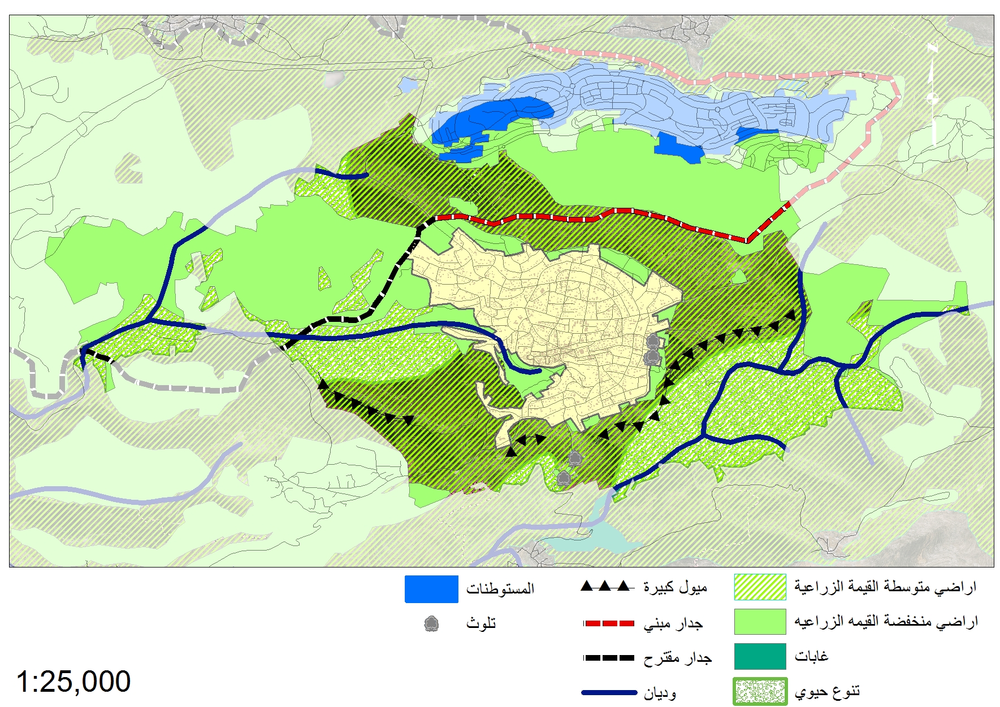 اراضي متوسطة القيمة الزراعية
ميول كبيرة
المستوطنات
اراضي منخفضة القيمه الزراعيه
جدار مبني
تلوث
غابات
جدار مقترح
تنوع حيوي
وديان
1:25,000